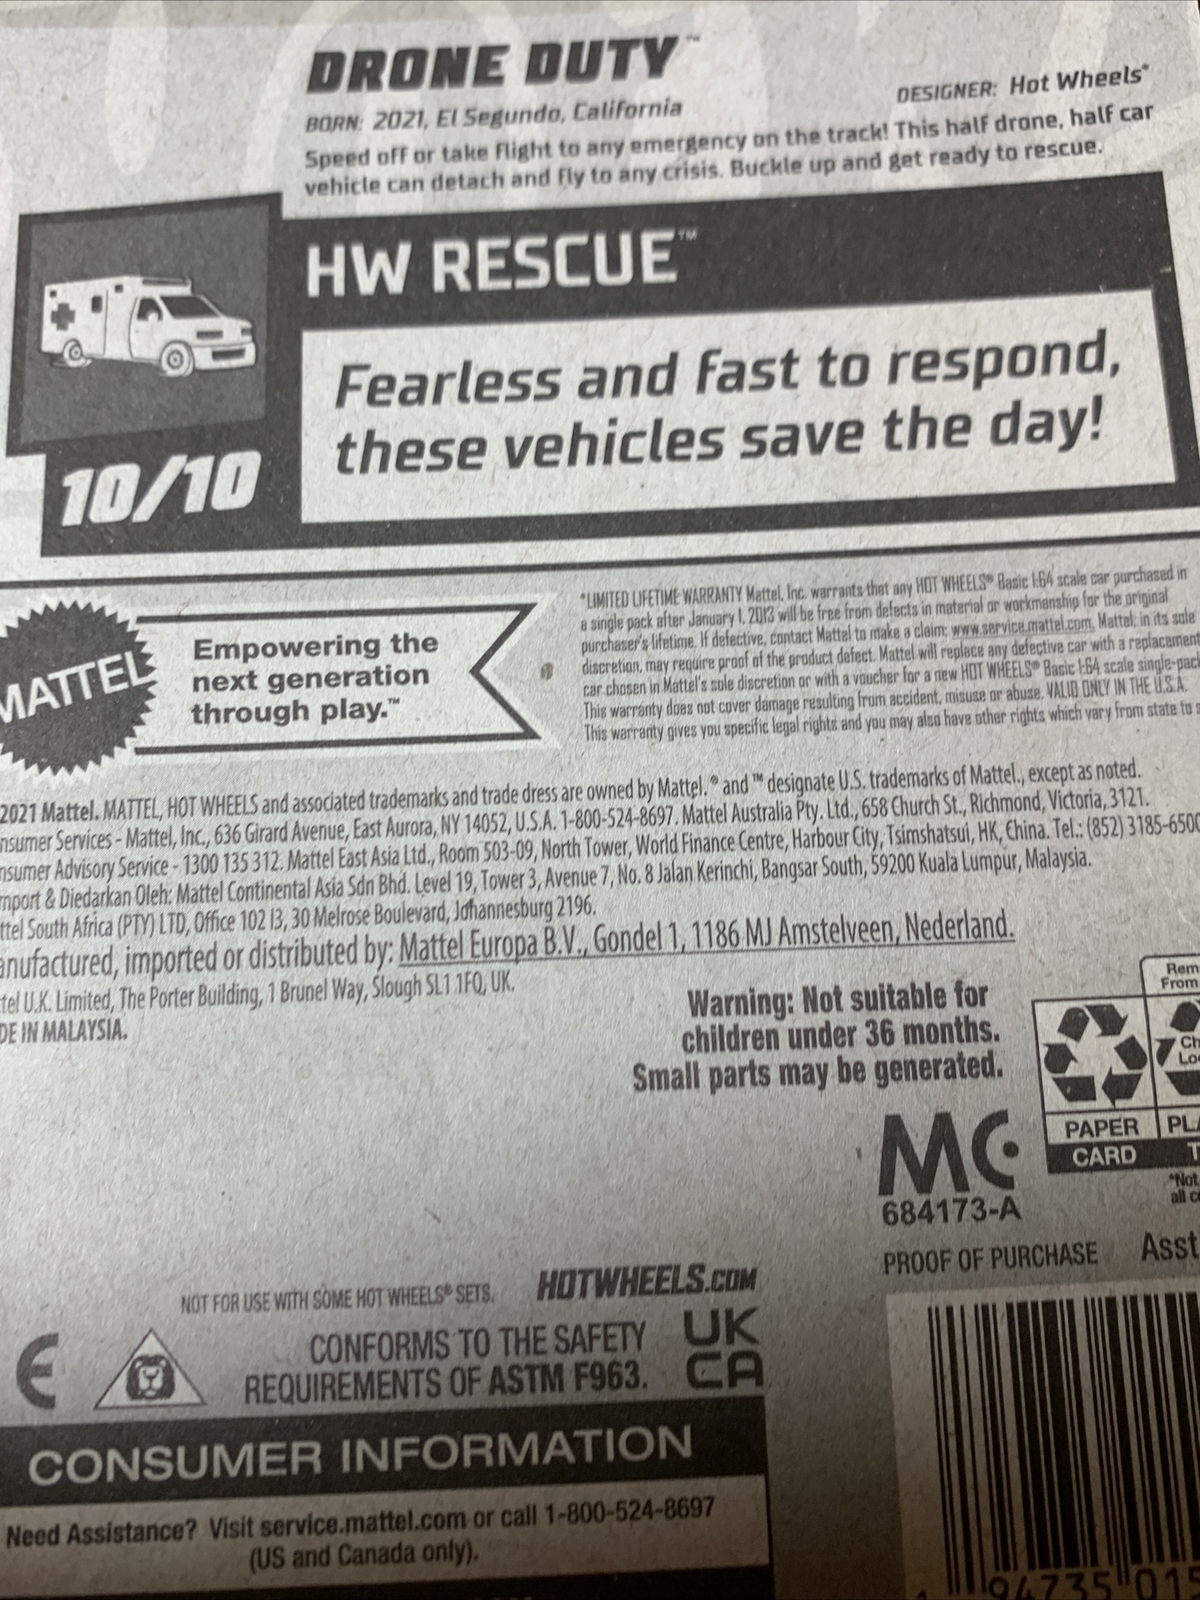 DRONE DUTY™
BORN: 2021, El Segundo, California
DESIGNER: Hot Wheels®
Speed off or take flight to any emergency on the track! This half drone, half car
vehicle can detach and fly to any crisis. Buckle up and get ready to rescue.
HW RESCUE™
Fearless and fast to respond,
these vehicles save the day!
10/10
MATTEL
Empowering the
next generation
through play.™
*LIMITED LIFETIME WARRANTY Mattel, Inc. warrants that any HOT WHEELS® Basic 1:64 scale car purchased in
a single pack after January 1, 2013 will be free from defects in material or workmanship for the original
purchaser's lifetime. If defective, contact Mattel to make a claim: www.service.mattel.com. Mattel, in its sole
discretion, may require proof of the product defect. Mattel will replace any defective car with a replacement
car chosen in Mattel's sole discretion or with a voucher for a new HOT WHEELS® Basic 1:64 scale single-pack
This warranty does not cover damage resulting from accident, misuse or abuse. VALID ONLY IN THE U.S.A.
This warranty gives you specific legal rights and you may also have other rights which vary from state to s
2021 Mattel. MATTEL, HOT WHEELS and associated trademarks and trade dress are owned by Mattel. ® and ™ designate U.S. trademarks of Mattel., except as noted.
nsumer Services - Mattel, Inc., 636 Girard Avenue, East Aurora, NY 14052, U.S.A. 1-800-524-8697. Mattel Australia Pty. Ltd., 658 Church St., Richmond, Victoria, 3121.
nsumer Advisory Service - 1300 135 312. Mattel East Asia Ltd., Room 503-09, North Tower, World Finance Centre, Harbour City, Tsimshatsui, HK, China. Tel.: (852) 3185-6500
mport & Diedarkan Oleh: Mattel Continental Asia Sdn Bhd. Level 19, Tower 3, Avenue 7, No. 8 Jalan Kerinchi, Bangsar South, 59200 Kuala Lumpur, Malaysia.
ttel South Africa (PTY) LTD, Office 102 I3, 30 Melrose Boulevard, Johannesburg 2196.
anufactured, imported or distributed by: Mattel Europa B.V., Gondel 1, 1186 MJ Amstelveen, Nederland.
tel U.K. Limited, The Porter Building, 1 Brunel Way, Slough SL1 1FQ, UK.
DE IN MALAYSIA.
Warning: Not suitable for
children under 36 months.
Small parts may be generated.
Rem
From
Ch
Lo
PAPER
PLA
CARD
T
*Not
all c
MC
684173-A
PROOF OF PURCHASE
Asst
NOT FOR USE WITH SOME HOT WHEELS® SETS.
HOTWHEELS.COM
CE
CONFORMS TO THE SAFETY
REQUIREMENTS OF ASTM F963.
UK
CA
CONSUMER INFORMATION
Need Assistance? Visit service.mattel.com or call 1-800-524-8697
(US and Canada only).
94735 015